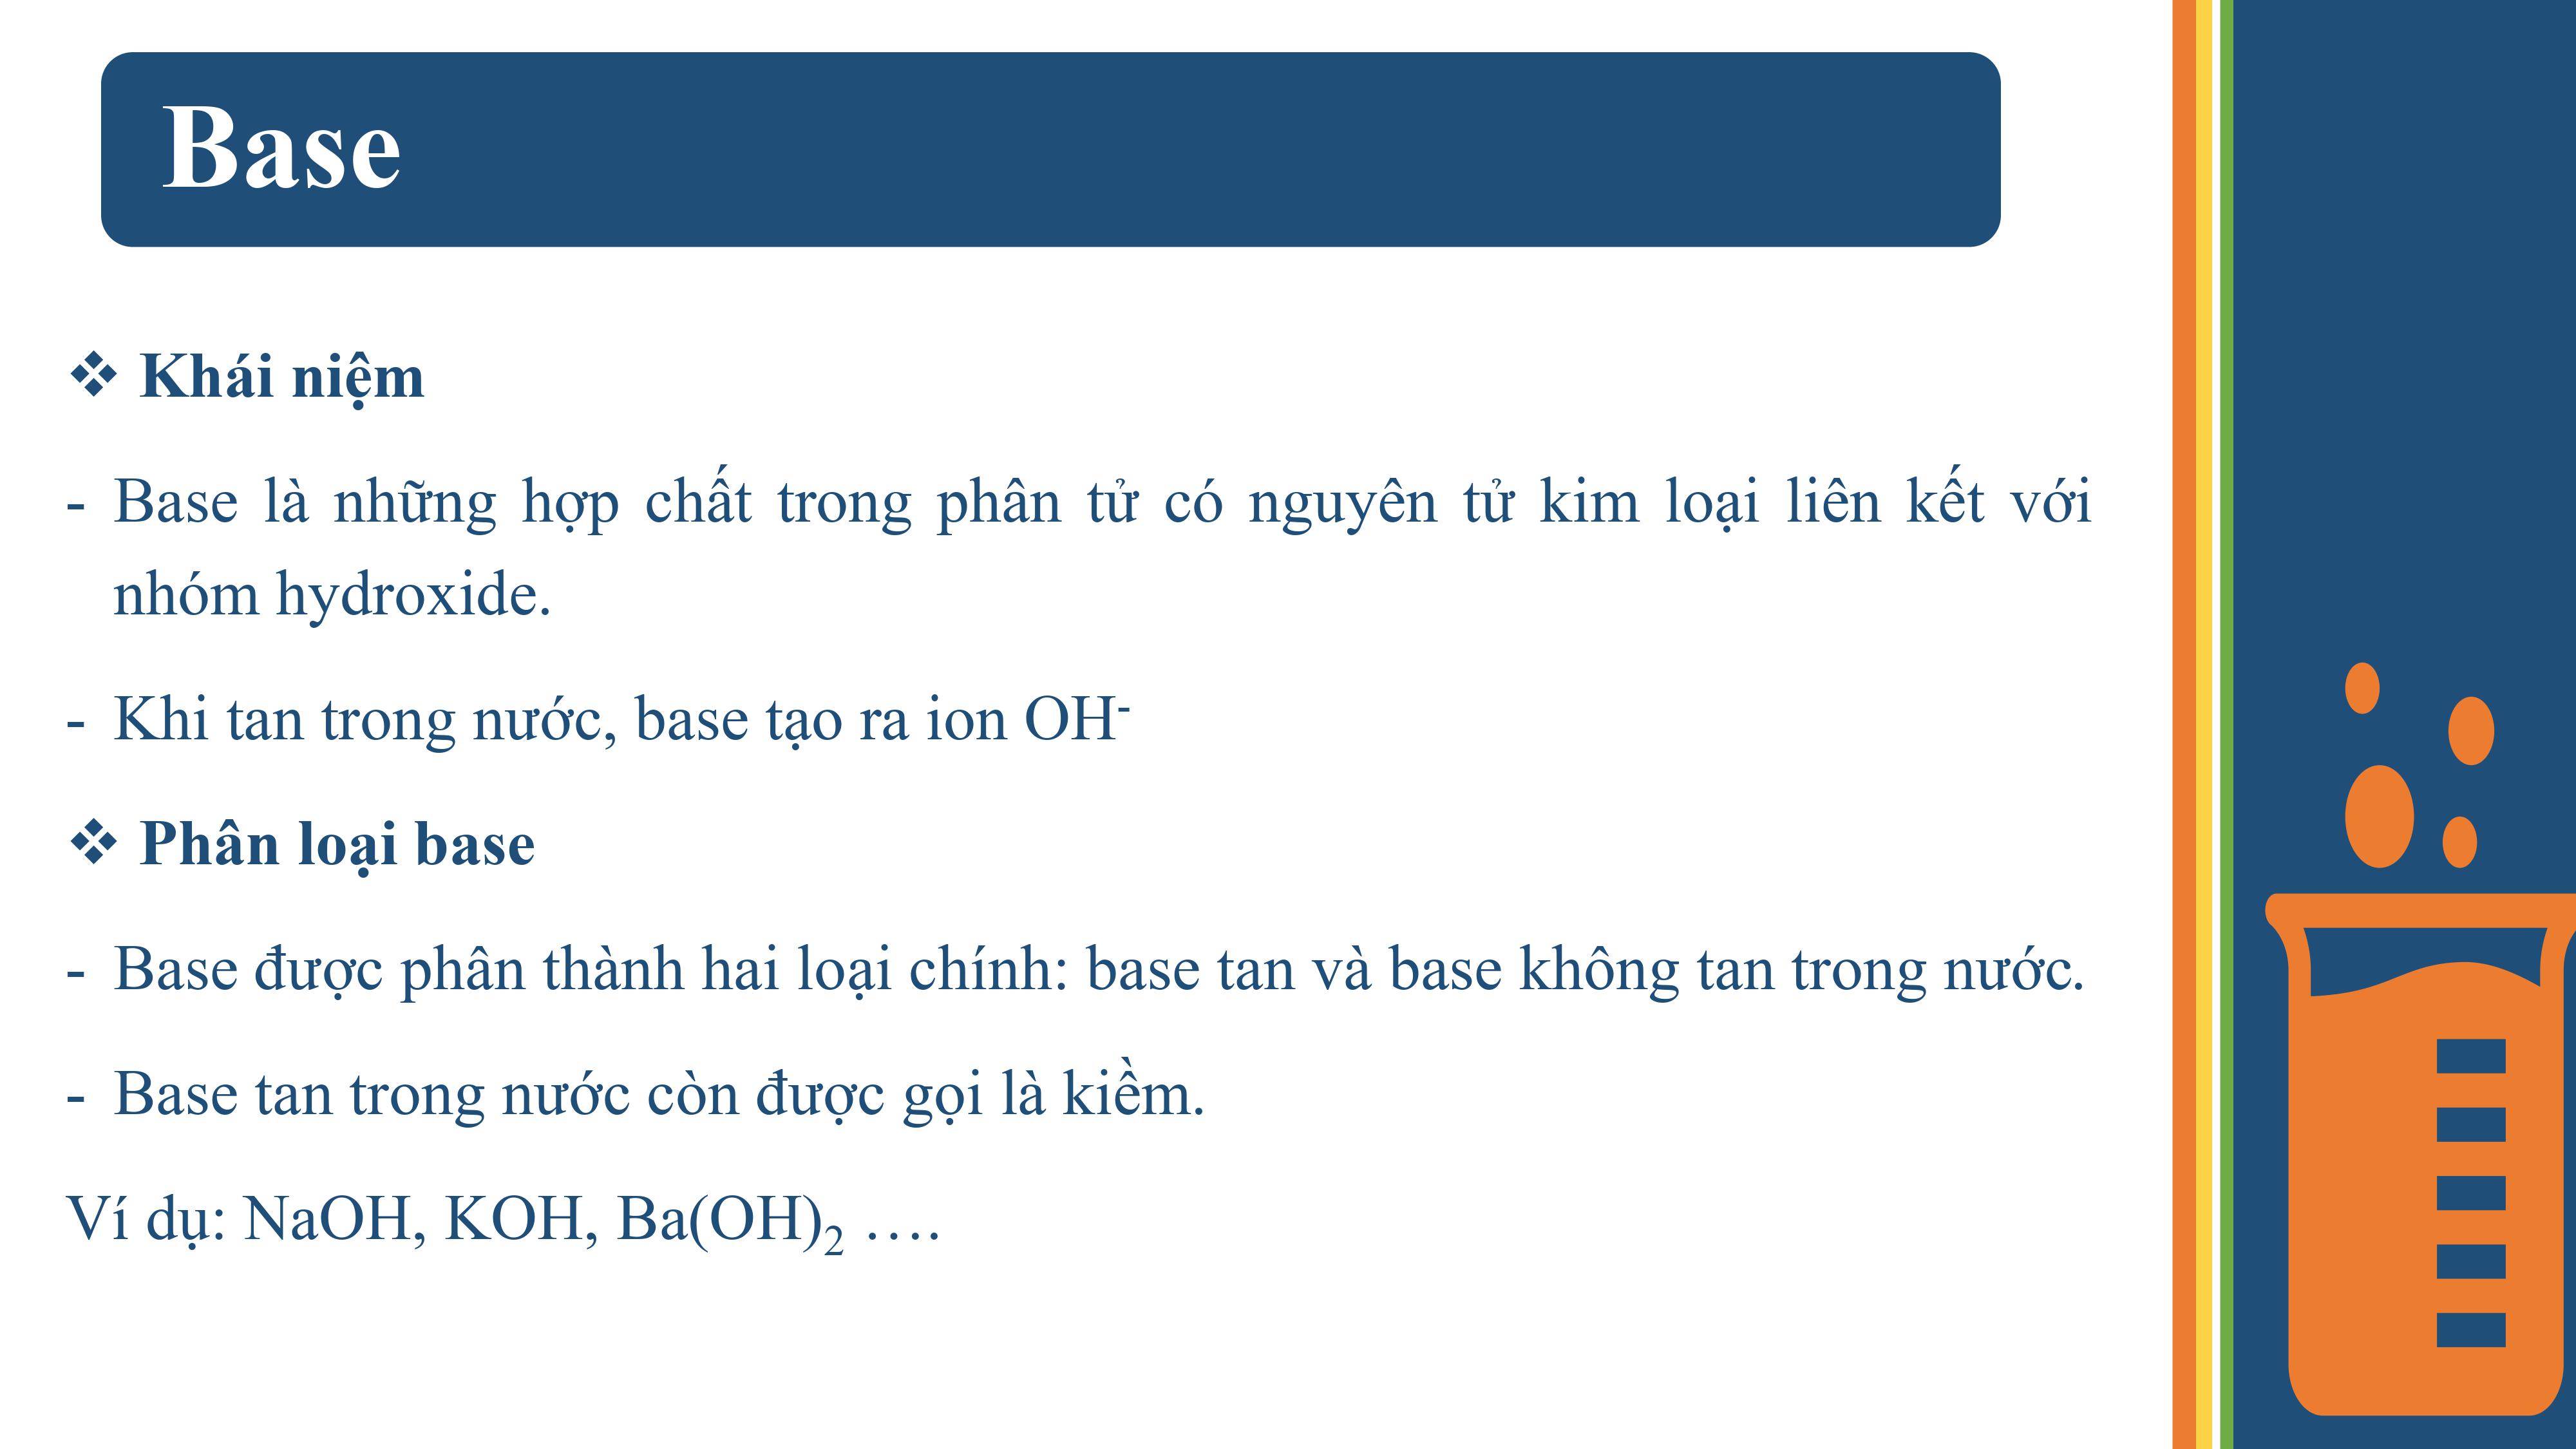 Base
❖ Khái niệm
- Base là những hợp chất trong phân tử có nguyên tử kim loại liên kết với
nhóm hydroxide.
- Khi tan trong nước, base tạo ra ion OH⁻
❖ Phân loại base
- Base được phân thành hai loại chính: base tan và base không tan trong nước.
- Base tan trong nước còn được gọi là kiềm.
Ví dụ: NaOH, KOH, Ba(OH)₂ ….